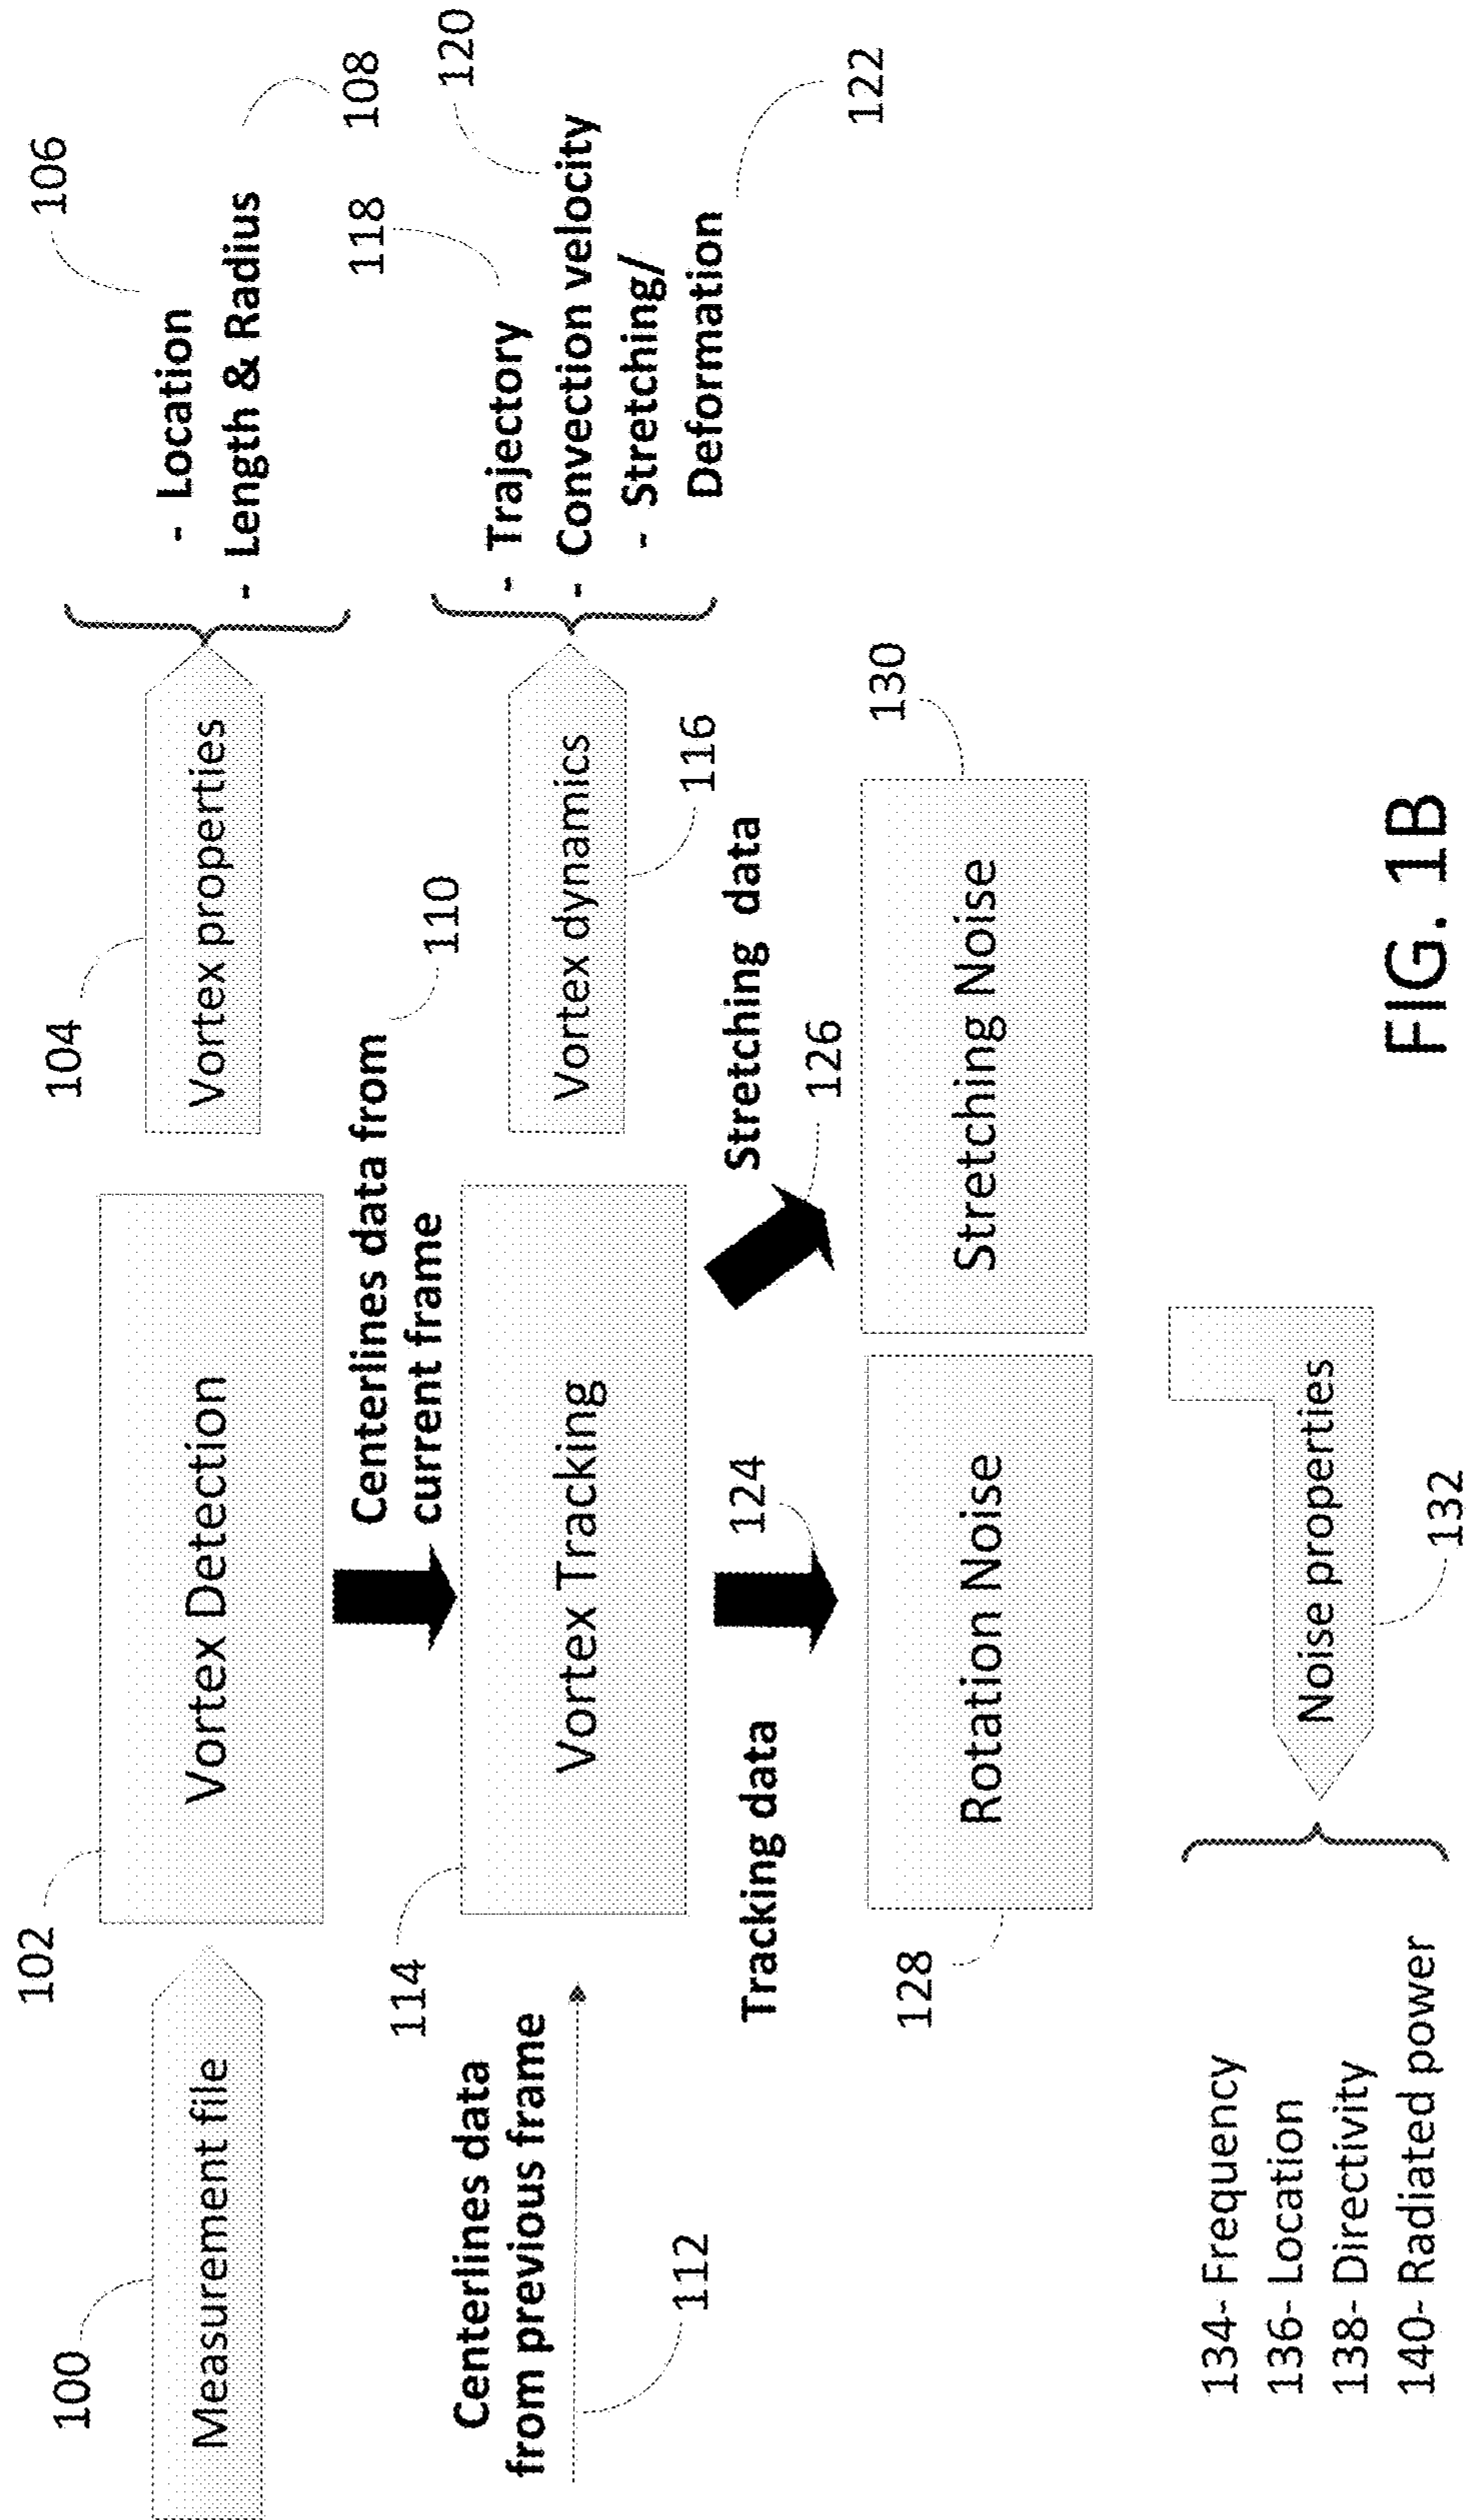 100
Measurement file
102
Vortex Detection
104
Vortex properties
106
- Location
- Length & Radius
108
Centerlines data from
current frame
110
Centerlines data
from previous frame
112
114
Vortex Tracking
Vortex dynamics
116
118
- Trajectory
- Convection velocity
120
- Stretching/
Deformation
122
Tracking data
124
Stretching data
126
128
Rotation Noise
Stretching Noise
130
Noise properties
132
134- Frequency
136- Location
138- Directivity
140- Radiated power
FIG. 1B